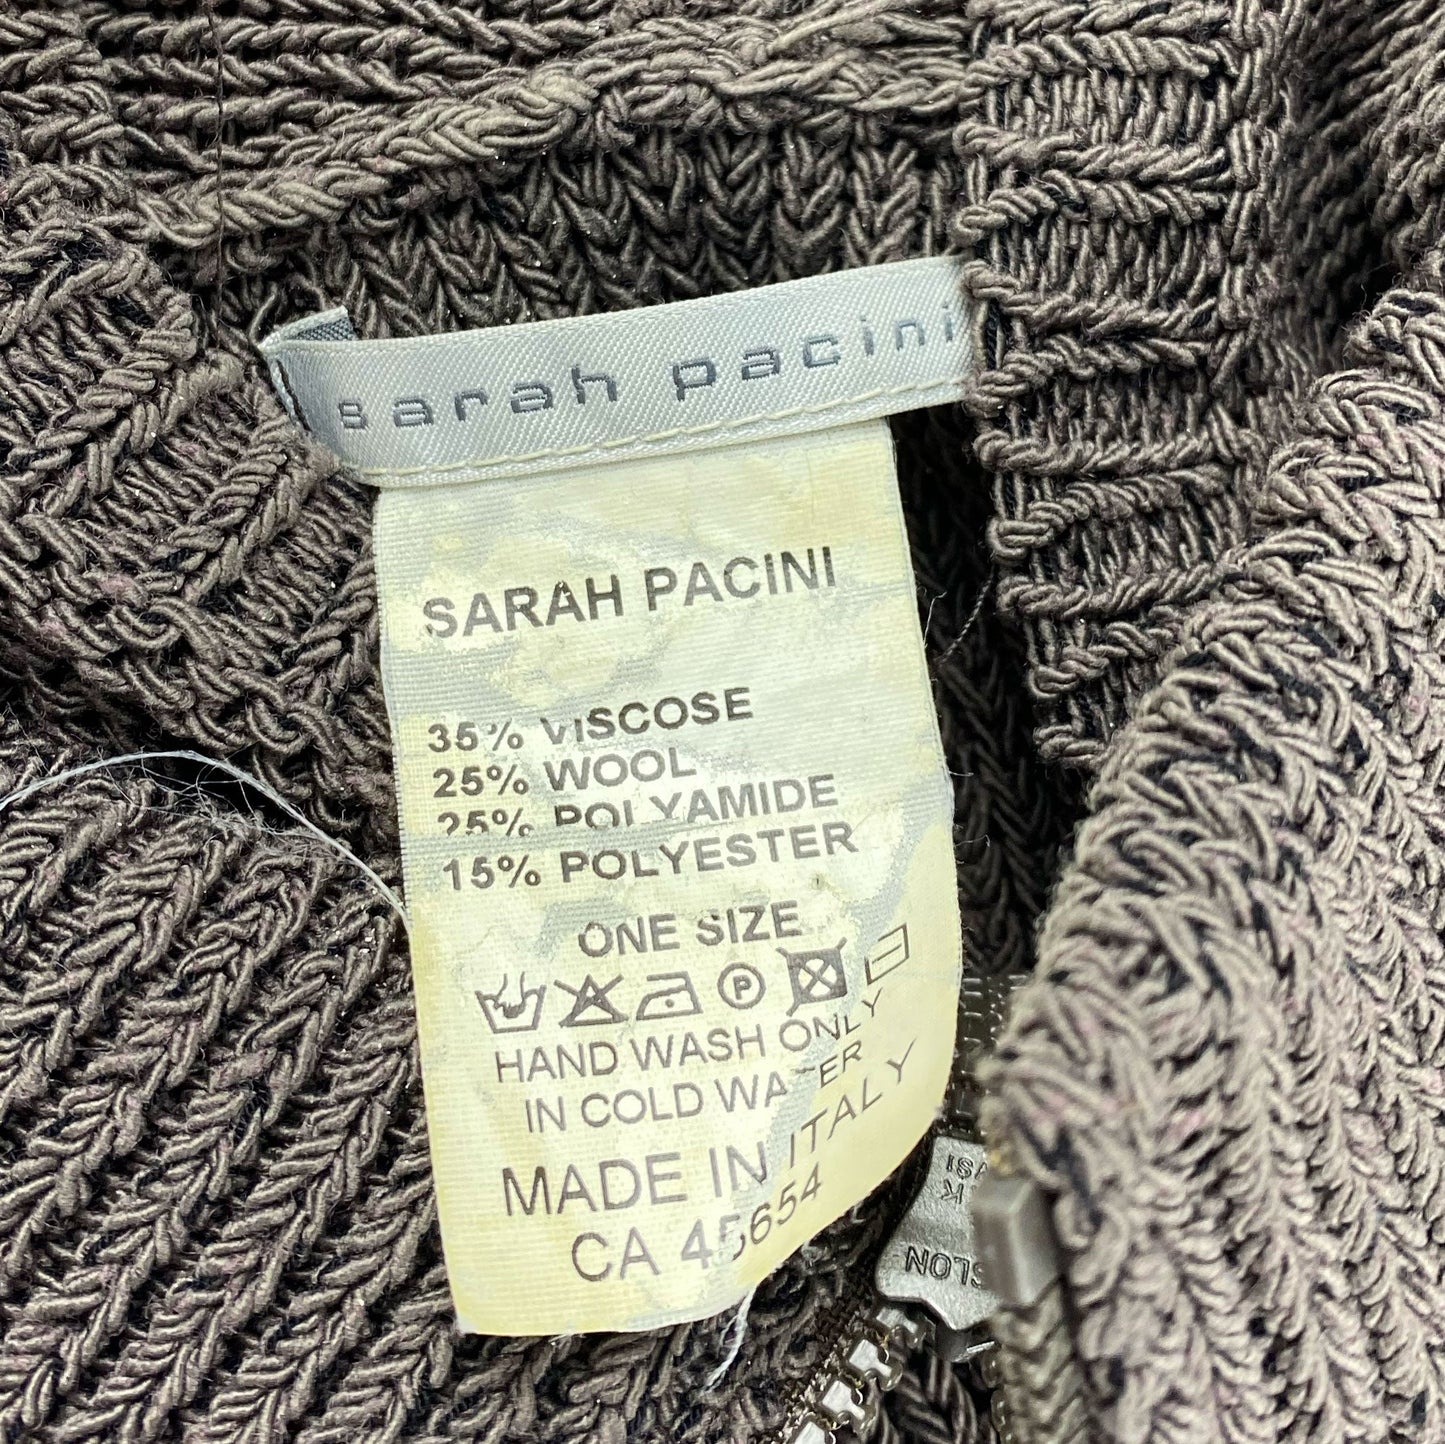 sarah pacini
SARAH PACINI
35% VISCOSE
25% WOOL
25% POLYAMIDE
15% POLYESTER
ONE SIZE
P
HAND WASH ONLY
IN COLD WATER
MADE IN ITALY
CA 45654